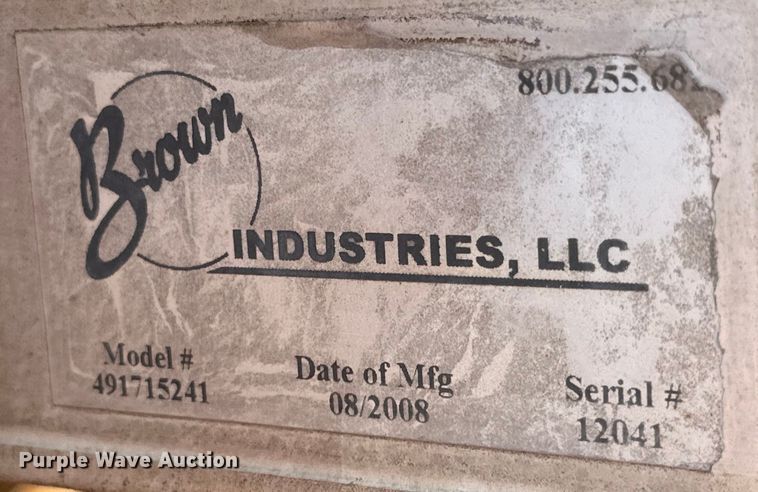 800.255.68
Brown
INDUSTRIES, LLC
Model #
491715241
Date of Mfg
08/2008
Serial #
12041
Purple Wave Auction